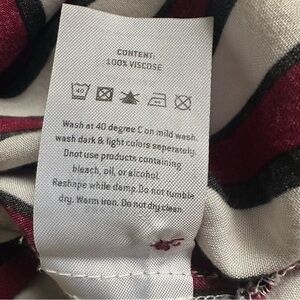 CONTENT:
100% VISCOSE
40
Wash at 40 degree C on mild wash.
wash dark & light colors seperately.
Dnot use products containing
bleach, oil, or alcohol.
Reshape while damp. Do not tumble
dry. Warm iron. Do not dry clean